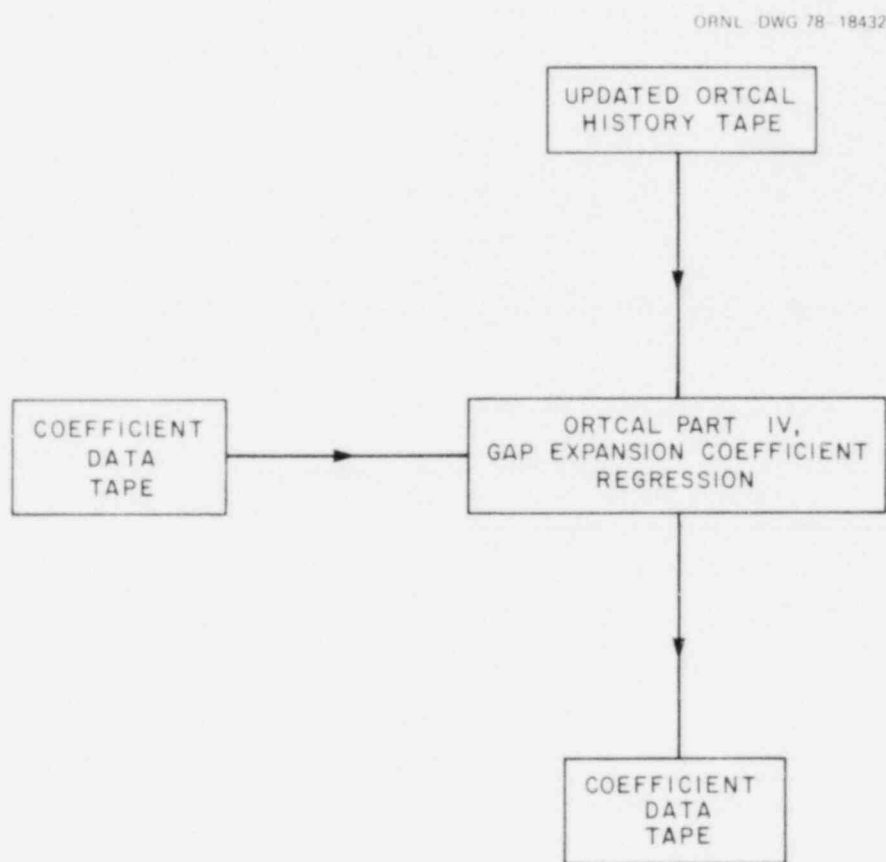 ORNL DWG 78-18432
UPDATED ORTCAL
HISTORY TAPE
COEFFICIENT
DATA
TAPE
ORTCAL PART IV,
GAP EXPANSION COEFFICIENT
REGRESSION
COEFFICIENT
DATA
TAPE